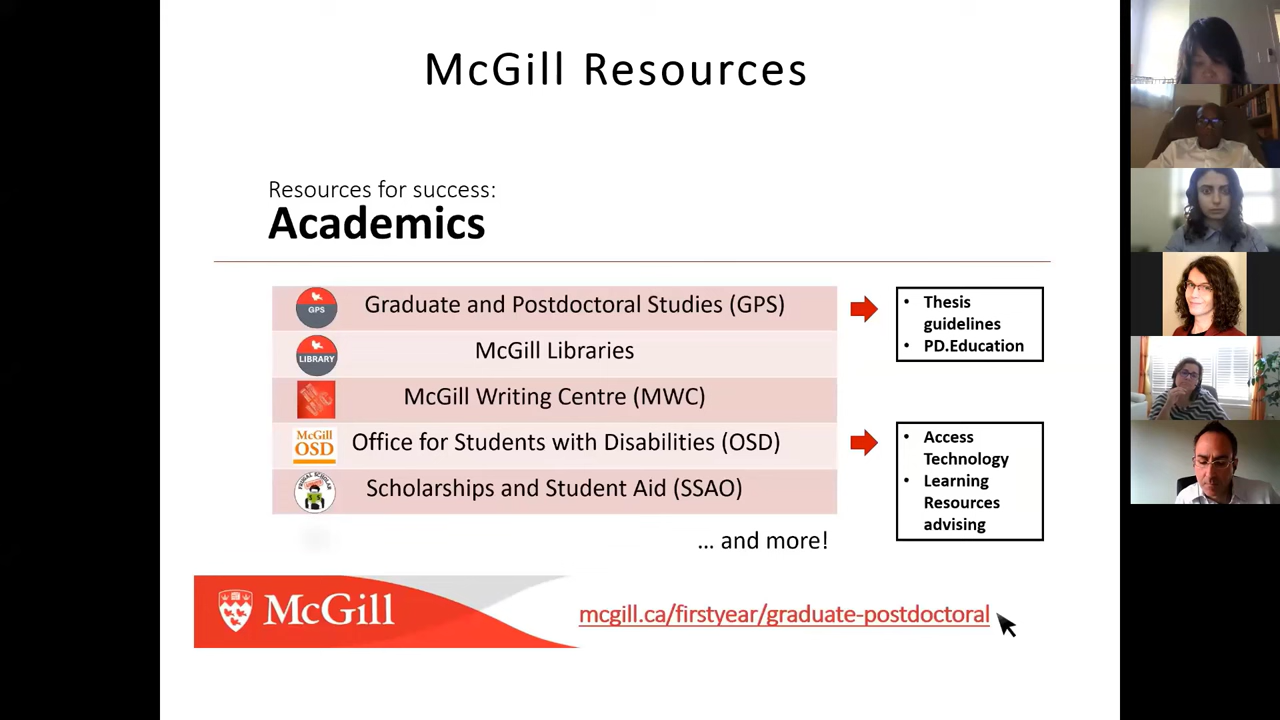 McGill Resources
Resources for success:
Academics
GPS
Graduate and Postdoctoral Studies (GPS)
• Thesis
guidelines
• PD.Education
LIBRARY
McGill Libraries
McGill Writing Centre (MWC)
McGill
OSD
Office for Students with Disabilities (OSD)
• Access
Technology
• Learning
Resources
advising
FRUGAL SCHOLAR
Scholarships and Student Aid (SSAO)
... and more!
McGill
mcgill.ca/firstyear/graduate-postdoctoral